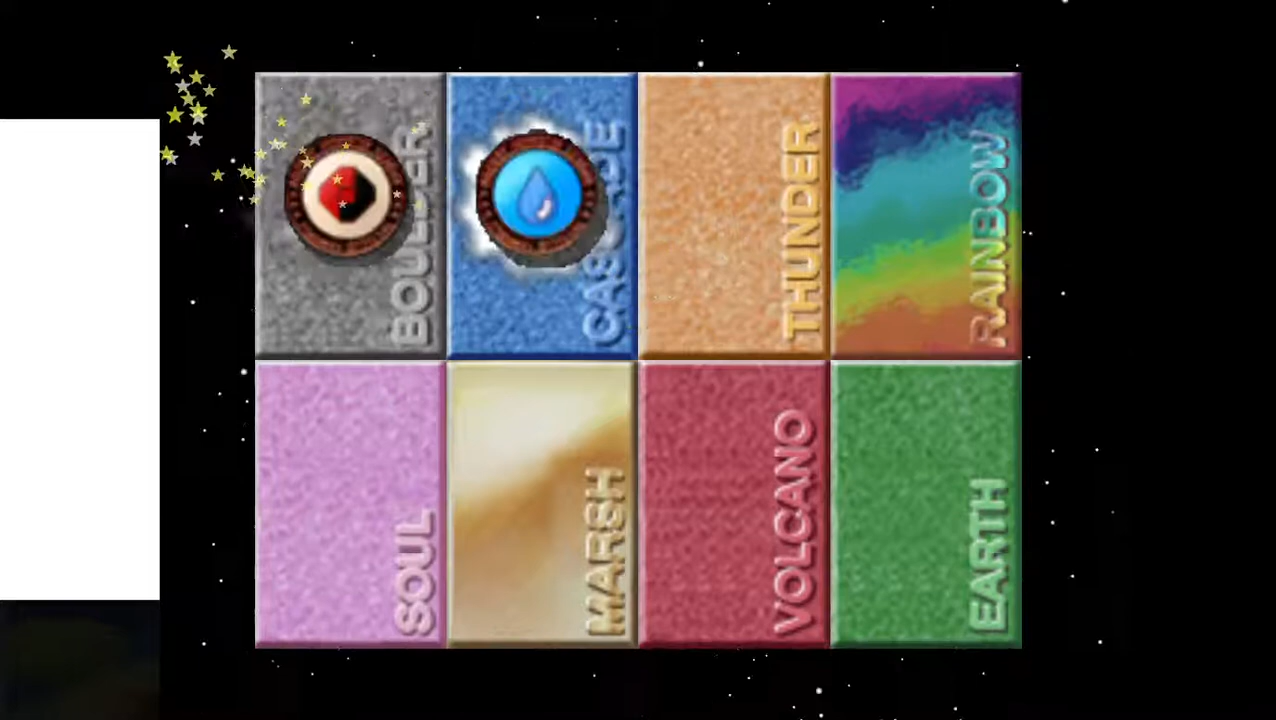 BOULDER
CASCADE
THUNDER
RAINBOW
SOUL
MARSH
VOLCANO
EARTH